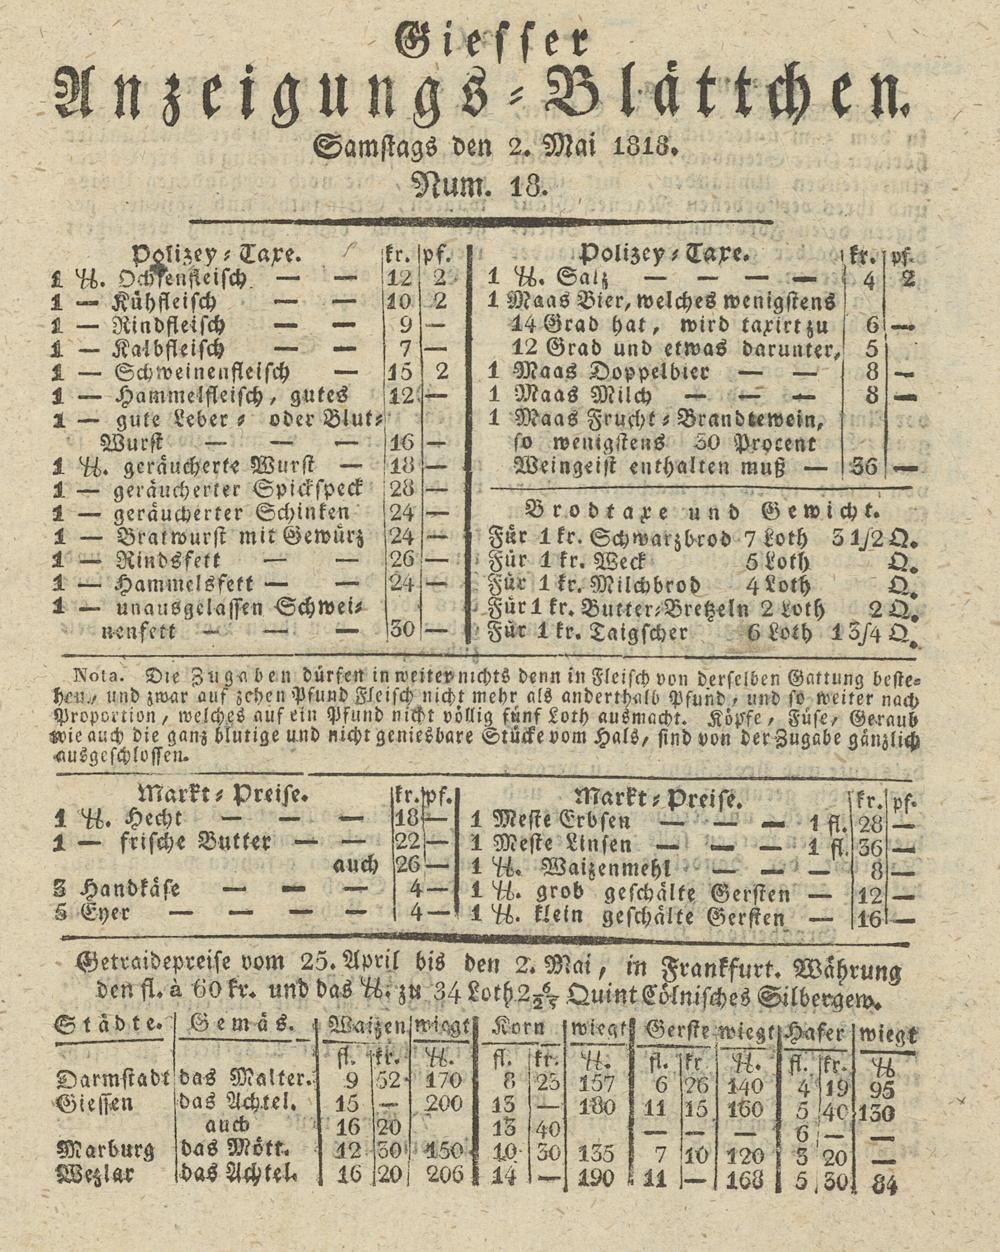 Giesser
Anzeigungs-Blättchen.
Samstags den 2. Mai 1818.
Num. 18.
Polizey-Taxe. kr. pf.
1 ℔. Ochsenfleisch — — 12 2
1 — Kühfleisch — — 10 2
1 — Rindfleisch — — 9 —
1 — Kalbfleisch — — 7 —
1 — Schweinenfleisch — 15 2
1 — Hammelfleisch, gutes 12 —
1 — gute Leber- oder Blut-
Wurst — — — 16 —
1 ℔. geräucherte Wurst — 18 —
1 — geräucherter Spickspeck 28 —
1 — geräucherter Schinken 24 —
1 — Bratwurst mit Gewürz 24 —
1 — Rindsfett — — 26 —
1 — Hammelsfett — — 24 —
1 — unausgelassen Schwei-
nenfett — — — 30 —
Polizey-Taxe. kr. pf.
1 ℔. Salz — — — — 4 2
1 Maas Bier, welches wenigstens
14 Grad hat, wird taxirt zu 6 —
12 Grad und etwas darunter, 5
1 Maas Doppelbier — — 8 —
1 Maas Milch — — — 8 —
1 Maas Frucht-Brandtewein,
so wenigstens 30 Procent
Weingeist enthalten muß — 36 —
Brodtaxe und Gewicht.
Für 1 kr. Schwarzbrod 7 Loth 3 1/2 Q.
Für 1 kr. Weck 5 Loth Q.
Für 1 kr. Milchbrod 4 Loth Q.
Für 1 kr. Butter-Bretzeln 2 Loth 2 Q.
Für 1 kr. Taigscher 6 Loth 1 3/4 Q.
Nota. Die Zugaben dürfen in weiter nichts denn in Fleisch von derselben Gattung beste-
hen, und zwar auf zehen Pfund Fleisch nicht mehr als anderthalb Pfund, und so weiter nach
Proportion, welches auf ein Pfund nicht völlig fünf Loth ausmacht. Köpfe, Füse, Geraub
wie auch die ganz blutige und nicht geniesbare Stücke vom Hals, sind von der Zugabe gänzlich
ausgeschlossen.
Markt-Preise. kr. pf.
1 ℔. Hecht — — — 18 —
1 — frische Butter — — 22 —
auch 26 —
3 Handkäse — — — 4 —
5 Eyer — — — — 4 —
Markt-Preise. kr. pf.
1 Meste Erbsen — — — 1 fl. 28 —
1 Meste Linsen — — — 1 fl. 36 —
1 ℔. Waizenmehl — — — 8 —
1 ℔. grob geschälte Gersten — 12 —
1 ℔. klein geschälte Gersten — 16 —
Getraidepreise vom 25. April bis den 2. Mai, in Frankfurt. Währung
den fl. à 60 kr. und das ℔. zu 34 Loth 2 Quint Cölnisches Silbergew.
Städte. Gemäs. Waizen wiegt Korn wiegt Gerste wiegt Hafer wiegt
fl. kr. ℔. fl. kr. ℔. fl. kr. ℔. fl. kr. ℔
Darmstadt das Malter. 9 52 170 8 25 157 6 26 140 4 19 95
Giessen das Achtel. 15 — 200 13 — 180 11 15 160 5 40 130
auch 16 20 13 40 — — — 6 — —
Marburg das Mött. 12 30 150 10 30 135 7 10 120 3 20 —
Wezlar das Achtel. 16 20 206 14 — 190 11 — 168 5 30 84